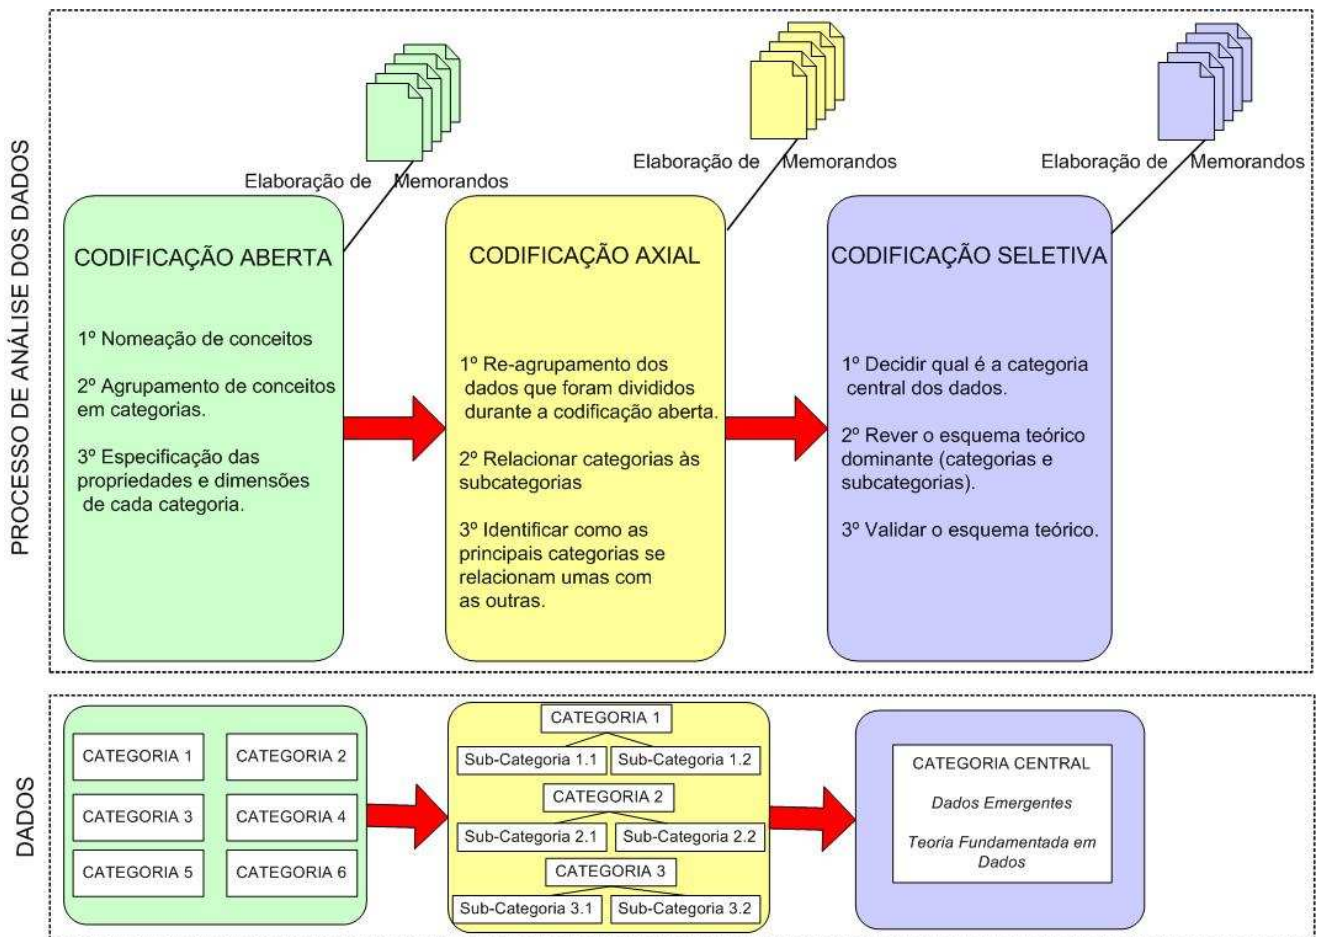 PROCESSO DE ANÁLISE DOS DADOS
Elaboração de Memorandos
Elaboração de Memorandos
Elaboração de Memorandos
CODIFICAÇÃO ABERTA
1º Nomeação de conceitos
2º Agrupamento de conceitos
em categorias.
3º Especificação das
propriedades e dimensões
de cada categoria.
CODIFICAÇÃO AXIAL
1º Re-agrupamento dos
dados que foram divididos
durante a codificação aberta.
2º Relacionar categorias às
subcategorias
3º Identificar como as
principais categorias se
relacionam umas com
as outras.
CODIFICAÇÃO SELETIVA
1º Decidir qual é a categoria
central dos dados.
2º Rever o esquema teórico
dominante (categorias e
subcategorias).
3º Validar o esquema teórico.
DADOS
CATEGORIA 1
CATEGORIA 2
CATEGORIA 3
CATEGORIA 4
CATEGORIA 5
CATEGORIA 6
CATEGORIA 1
Sub-Categoria 1.1
Sub-Categoria 1.2
CATEGORIA 2
Sub-Categoria 2.1
Sub-Categoria 2.2
CATEGORIA 3
Sub-Categoria 3.1
Sub-Categoria 3.2
CATEGORIA CENTRAL
Dados Emergentes
Teoria Fundamentada em
Dados